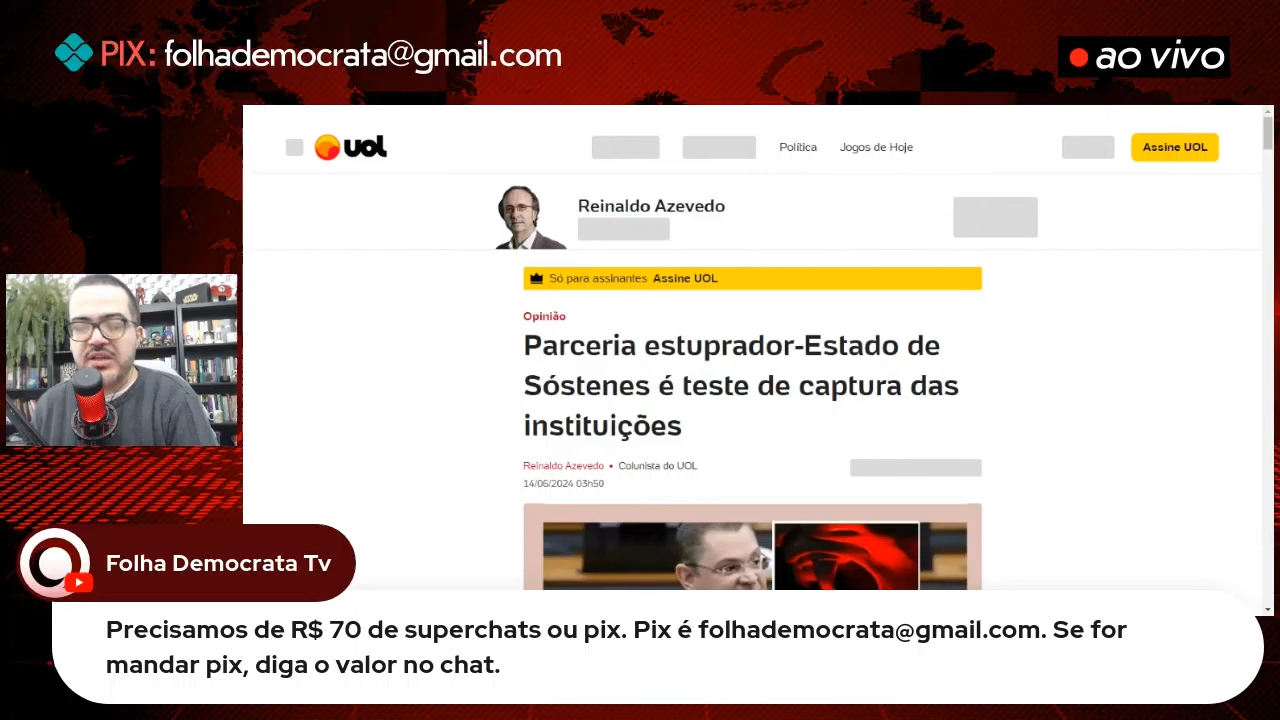 PIX: folhademocrata@gmail.com
ao vivo
uol
Política
Jogos de Hoje
Assine UOL
Reinaldo Azevedo
Só para assinantes Assine UOL
Opinião
Parceria estuprador-Estado de
Sóstenes é teste de captura das
instituições
Reinaldo Azevedo • Colunista do UOL
14/06/2024 03h50
Folha Democrata Tv
Precisamos de R$ 70 de superchats ou pix. Pix é folhademocrata@gmail.com. Se for
mandar pix, diga o valor no chat.